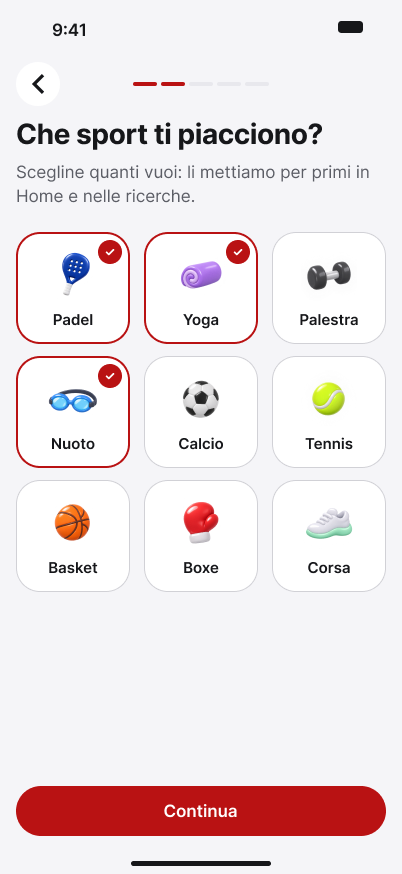 9:41
Che sport ti piacciono?
Scegline quanti vuoi: li mettiamo per primi in
Home e nelle ricerche.
Padel
Yoga
Palestra
Nuoto
Calcio
Tennis
Basket
Boxe
Corsa
Continua